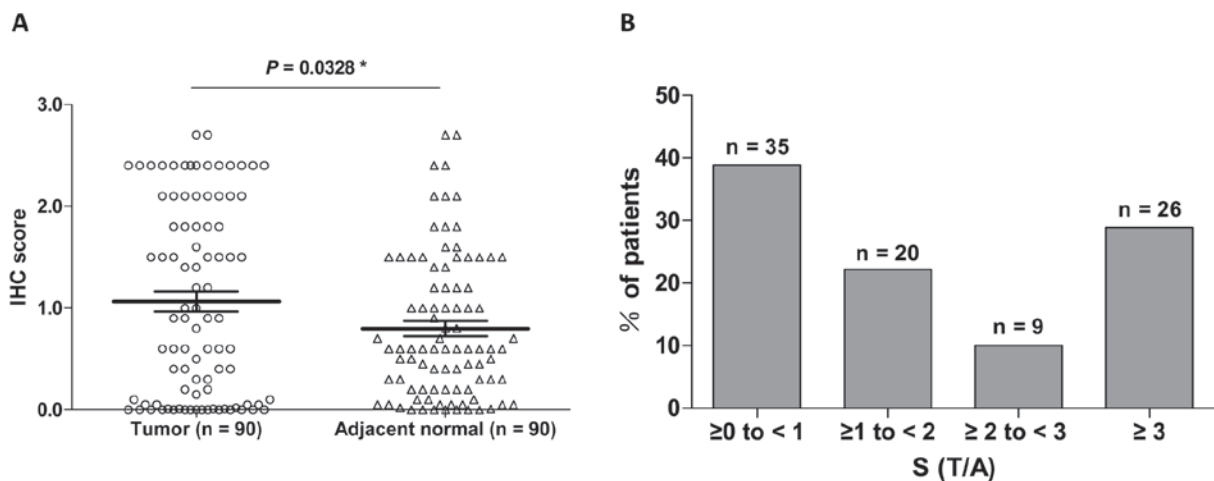 A
P = 0.0328 *
3.0
2.0
1.0
0.0
IHC score
Tumor (n = 90)
Adjacent normal (n = 90)
B
50
40
30
20
10
0
% of patients
n = 35
n = 20
n = 9
n = 26
≥0 to < 1
≥1 to < 2
≥ 2 to < 3
≥ 3
S (T/A)